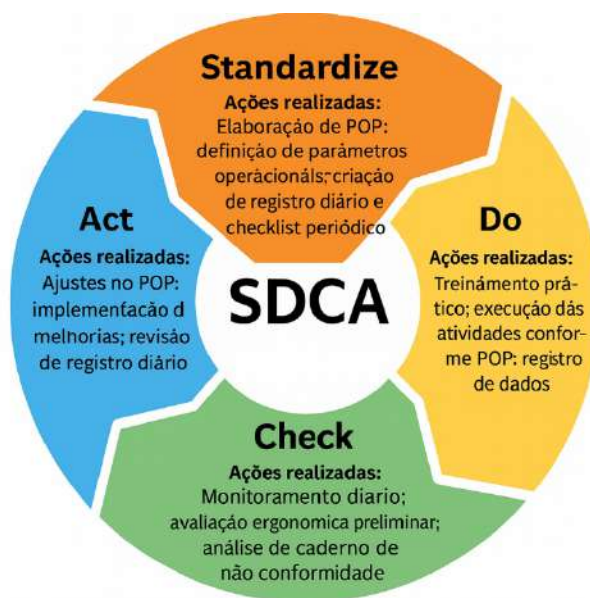 Standardize
Ações realizadas:
Elaboração de POP:
definição de parâmetros
operácionáls; criação
de registro diário e
checklist periódico
Act
Ações realizadas:
Ajustes no POP:
implementacão d
melhorias; revisão
de registro diário
SDCA
Do
Ações realizadas:
Treinámento prá-
tico; execução dás
atividades confor-
me POP: registro
de dados
Check
Ações realizadas:
Monitoramento diario;
avaliação ergonomica preliminar;
análise de caderno de
não conformidade